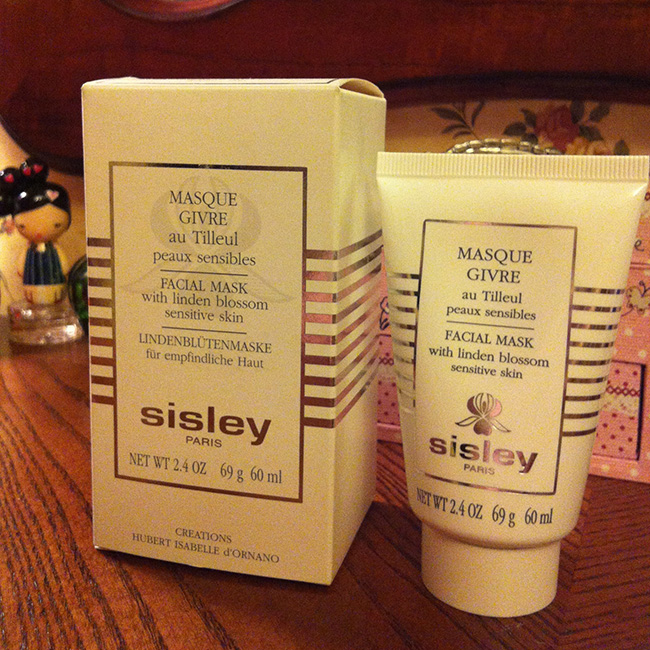 MASQUE
GIVRE
au Tilleul
peaux sensibles
FACIAL MASK
with linden blossom
sensitive skin
LINDENBLÜTENMASKE
für empfindliche Haut
sisley
PARIS
NET WT 2.4 OZ 69 g 60 ml
CREATIONS
HUBERT ISABELLE d'ORNANO
MASQUE
GIVRE
au Tilleul
peaux sensibles
FACIAL MASK
with linden blossom
sensitive skin
sisley
PARIS
NET WT 2.4 OZ 69 g 60 ml